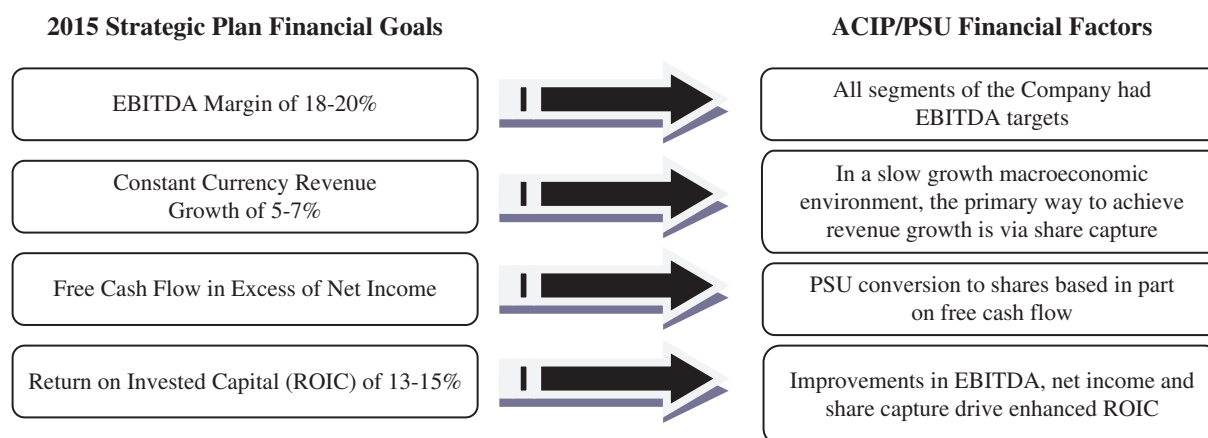 2015 Strategic Plan Financial Goals
ACIP/PSU Financial Factors
EBITDA Margin of 18-20%
All segments of the Company had
EBITDA targets
Constant Currency Revenue
Growth of 5-7%
In a slow growth macroeconomic
environment, the primary way to achieve
revenue growth is via share capture
Free Cash Flow in Excess of Net Income
PSU conversion to shares based in part
on free cash flow
Return on Invested Capital (ROIC) of 13-15%
Improvements in EBITDA, net income and
share capture drive enhanced ROIC